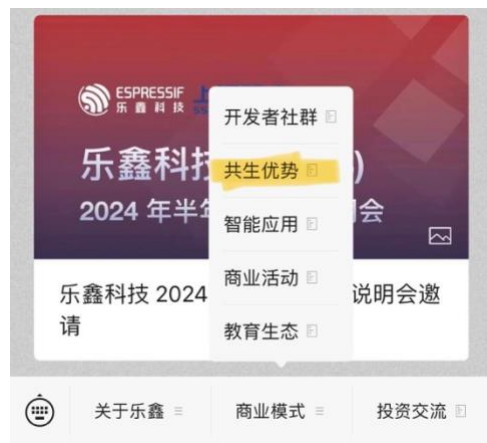 ESPRESSIF
乐鑫科技
乐鑫科技
2024 年半年
会
开发者社群
共生优势
智能应用
商业活动
教育生态
乐鑫科技 2024
说明会邀
请
关于乐鑫
商业模式
投资交流